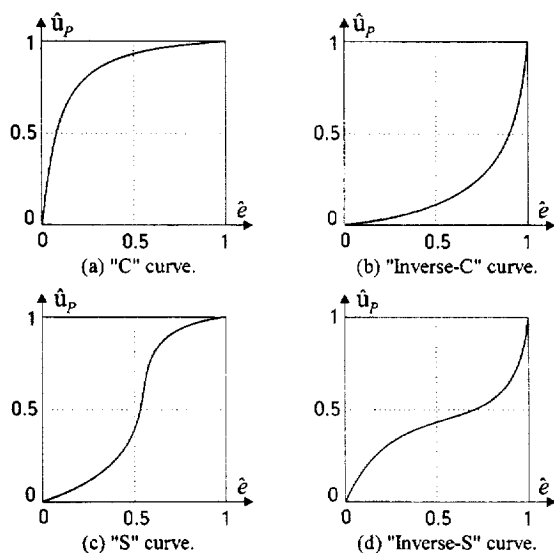 û_P û_P
1 1
0.5 0.5
0 ê 0 ê
0 0.5 1 0 0.5 1
(a) "C" curve. (b) "Inverse-C" curve.
û_P û_P
1 1
0.5 0.5
0 ê 0 ê
0 0.5 1 0 0.5 1
(c) "S" curve. (d) "Inverse-S" curve.